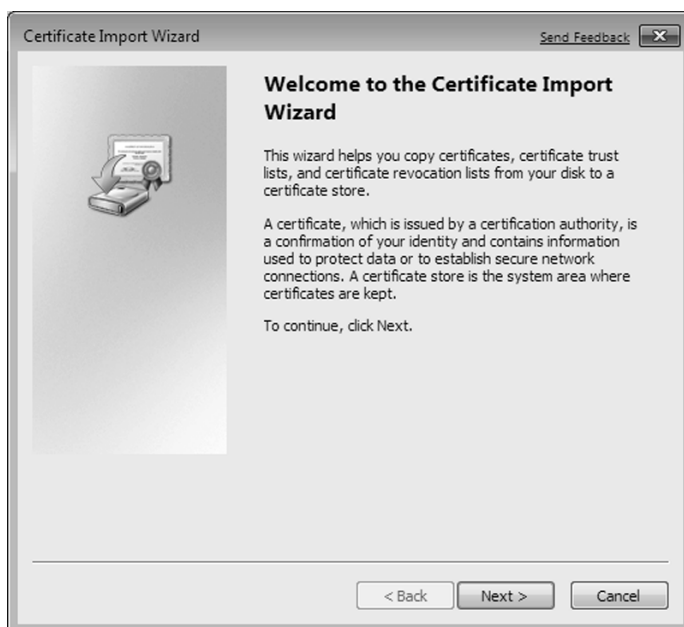 Certificate Import Wizard
Send Feedback
Welcome to the Certificate Import
Wizard
This wizard helps you copy certificates, certificate trust
lists, and certificate revocation lists from your disk to a
certificate store.
A certificate, which is issued by a certification authority, is
a confirmation of your identity and contains information
used to protect data or to establish secure network
connections. A certificate store is the system area where
certificates are kept.
To continue, click Next.
< Back
Next >
Cancel